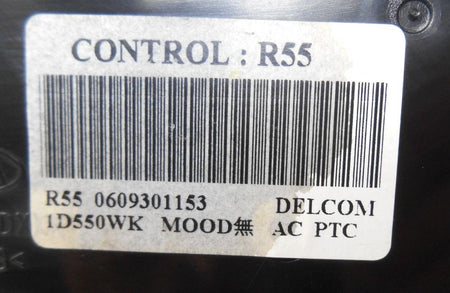 CONTROL : R55
R55 0609301153 DELCOM
1D550WK MOOD無 AC PTC